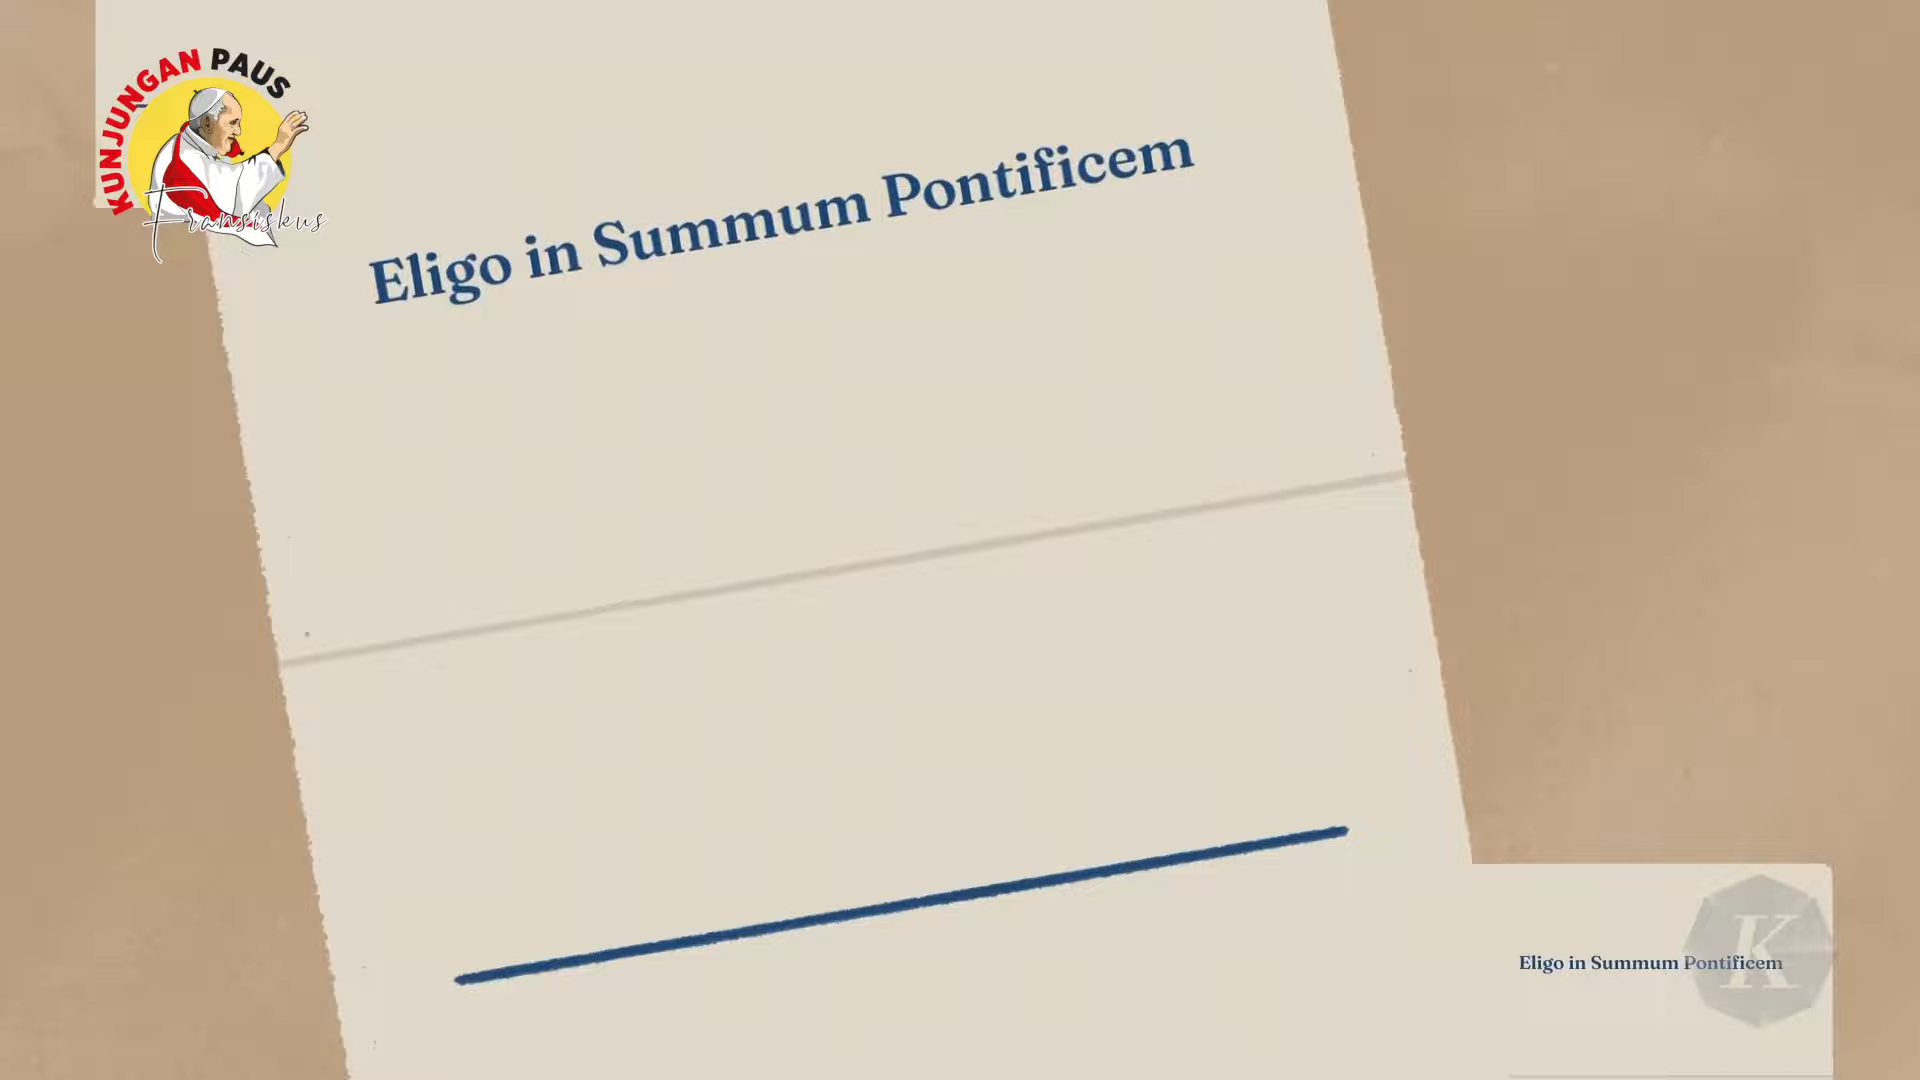 KUNJUNGAN PAUS
Fransiskus
Eligo in Summum Pontificem
Eligo in Summum Pontificem
K